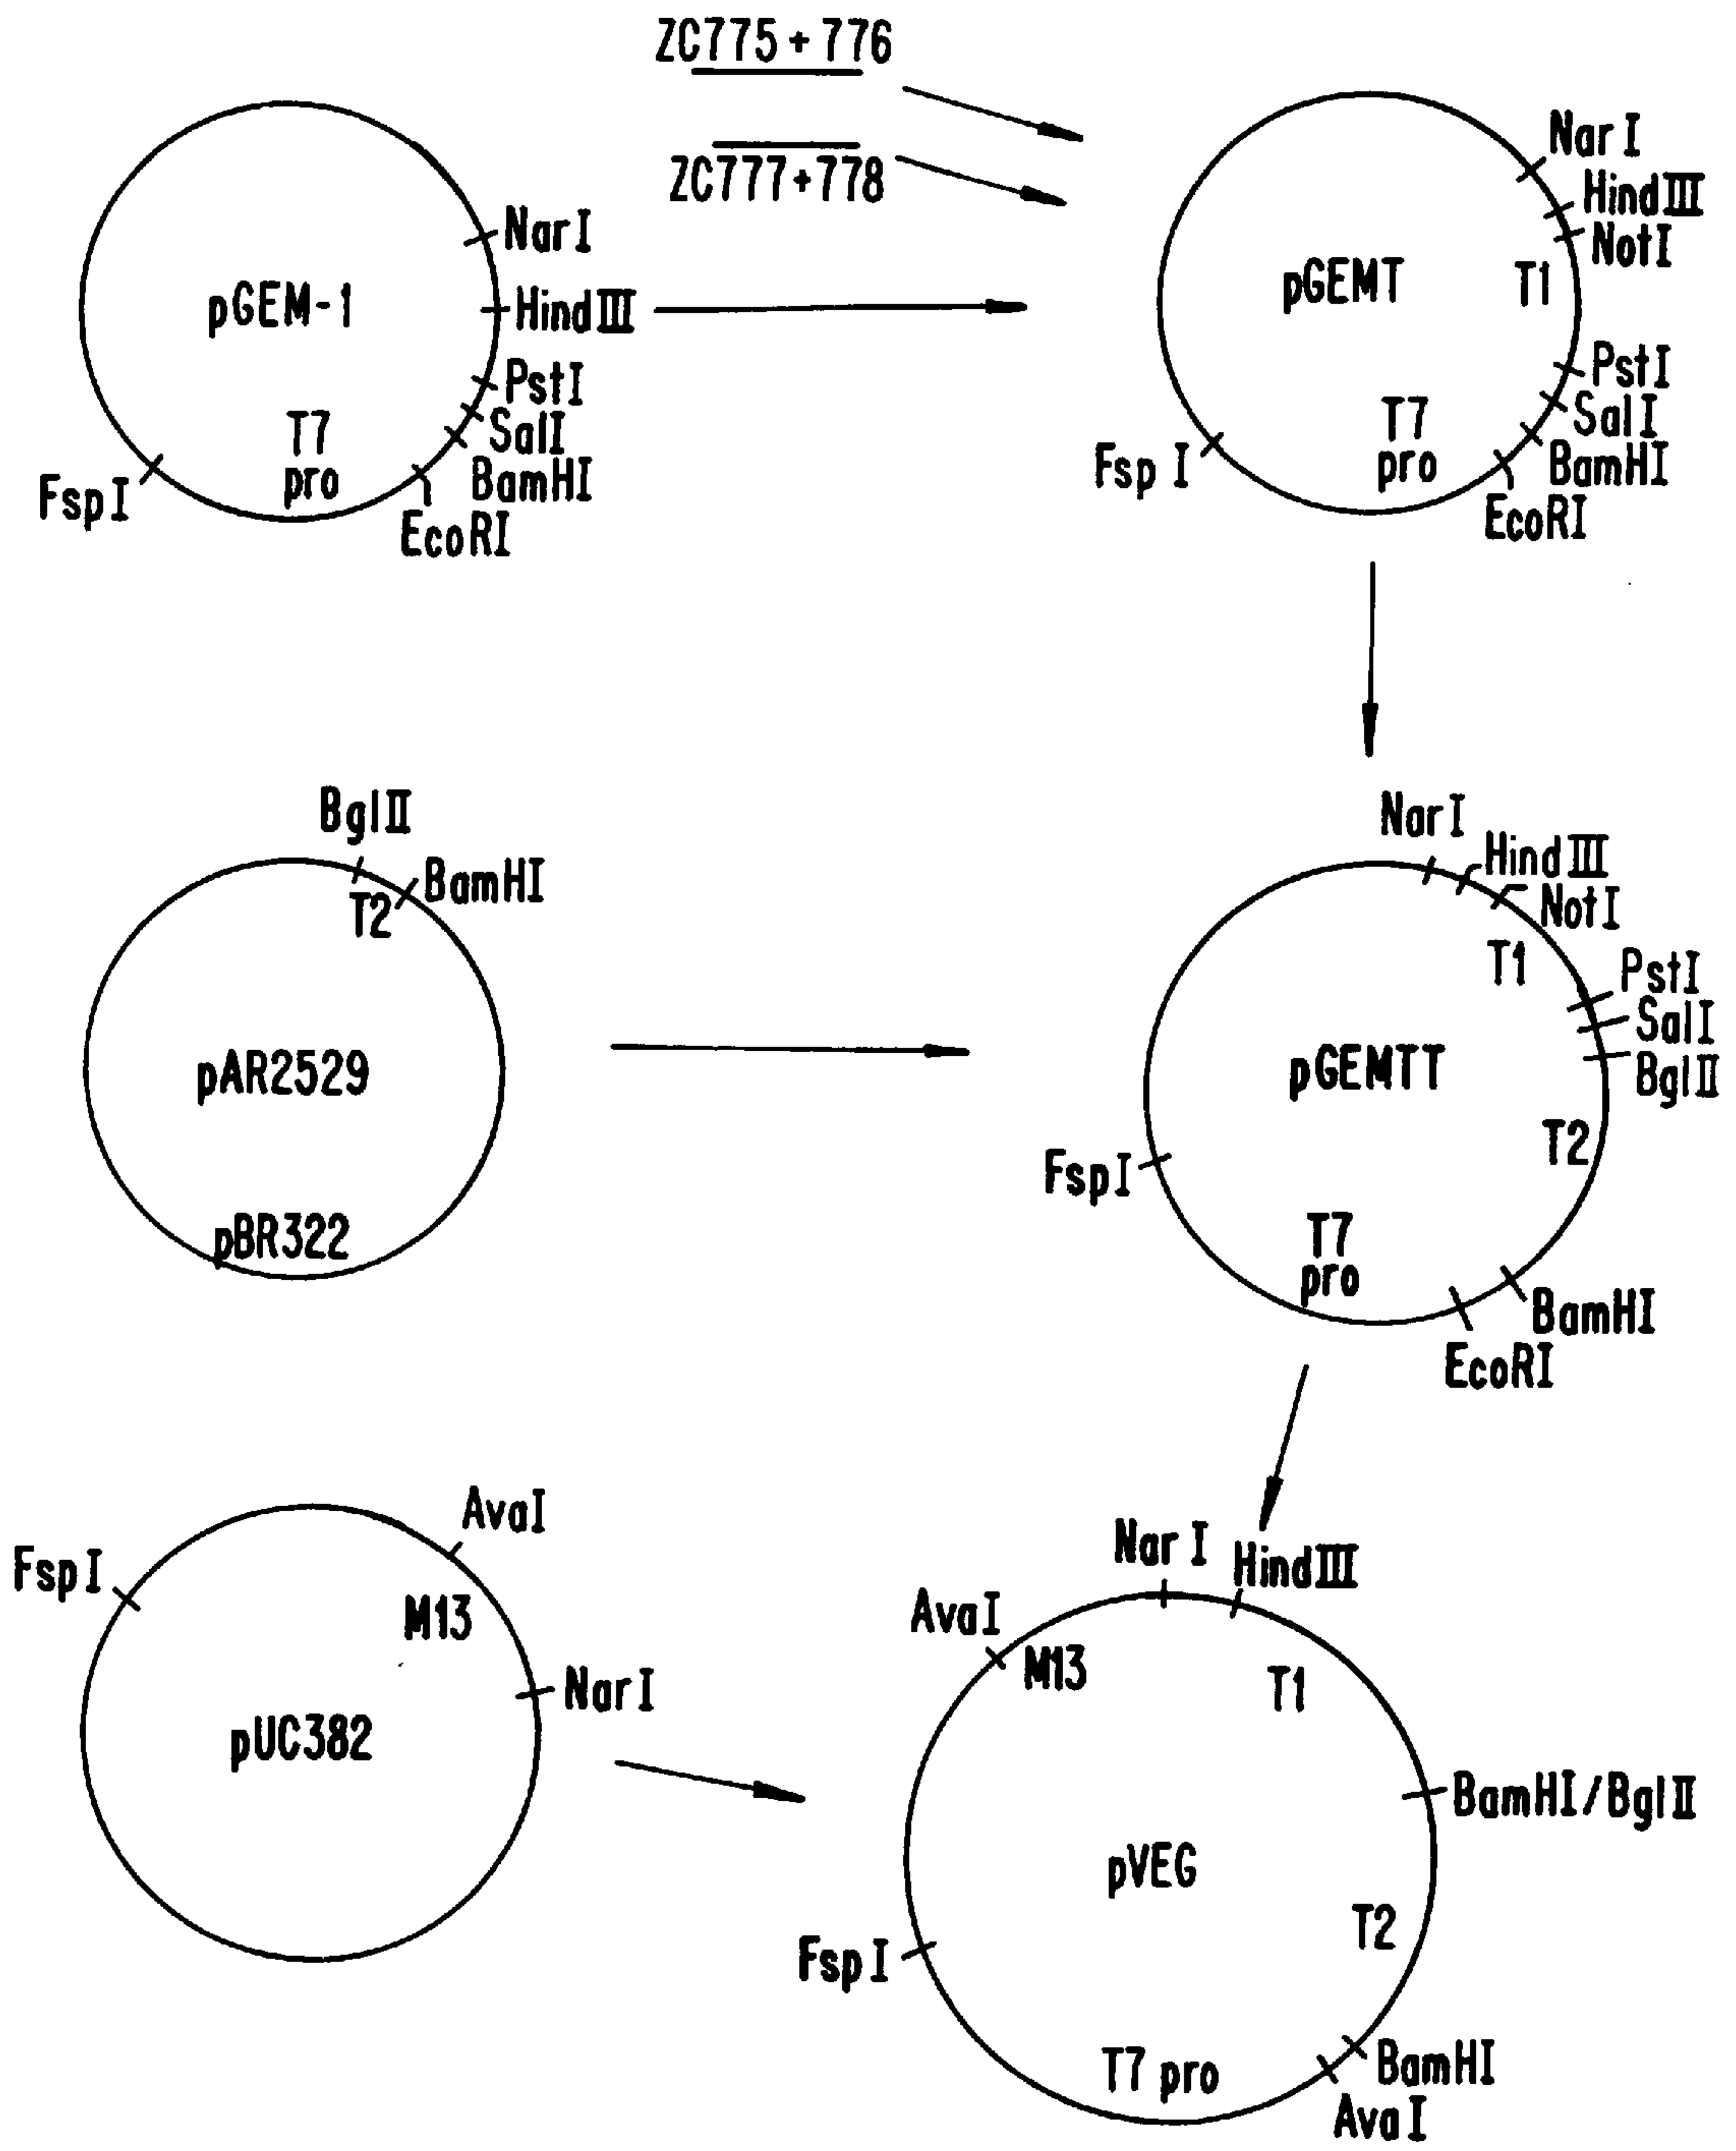 ZC775 + 776
ZC777+778
NarI
HindIII
pGEM-1
PstI
SalI
BamHI
EcoRI
T7
pro
FspI
NarI
HindIII
NotI
T1
pGEMT
PstI
SalI
BamHI
EcoRI
T7
pro
FspI
BglII
BamHI
T2
pAR2529
pBR322
NarI
HindIII
NotI
T1
PstI
SalI
BglII
pGEMTT
T2
FspI
T7
pro
BamHI
EcoRI
AvaI
FspI
M13
NarI
pUC382
NarI
HindIII
AvaI
M13
T1
BamHI/BglII
pVEG
T2
FspI
T7 pro
BamHI
AvaI